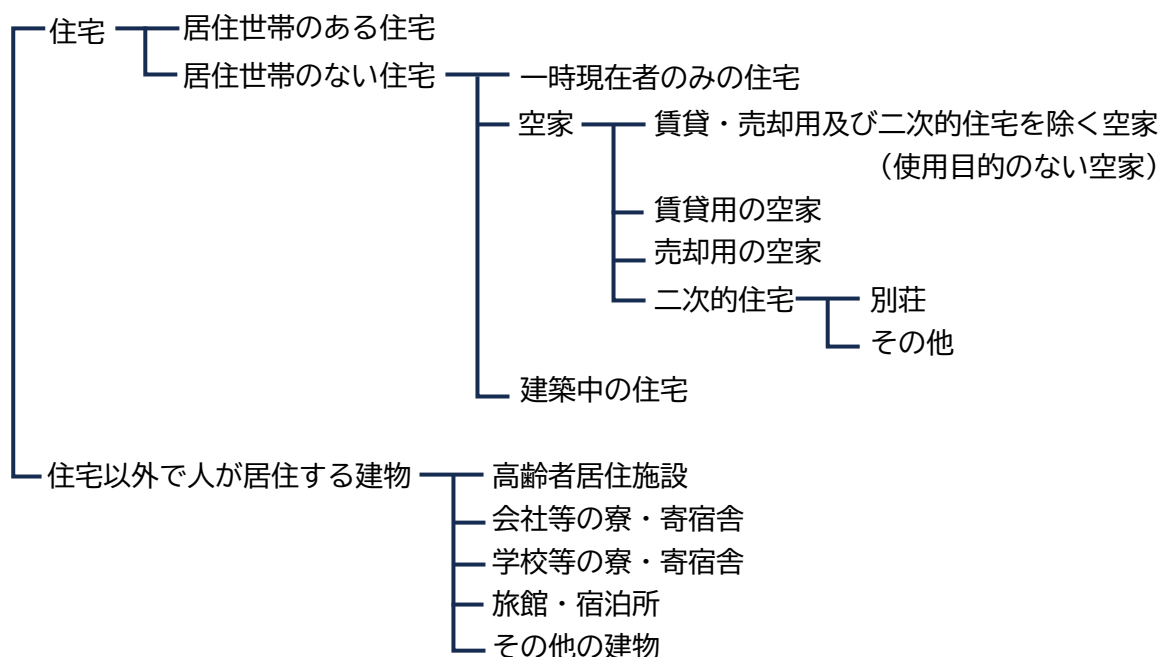 住宅
居住世帯のある住宅
居住世帯のない住宅
一時現在者のみの住宅
空家
賃貸・売却用及び二次的住宅を除く空家
（使用目的のない空家）
賃貸用の空家
売却用の空家
二次的住宅
別荘
その他
建築中の住宅
住宅以外で人が居住する建物
高齢者居住施設
会社等の寮・寄宿舎
学校等の寮・寄宿舎
旅館・宿泊所
その他の建物